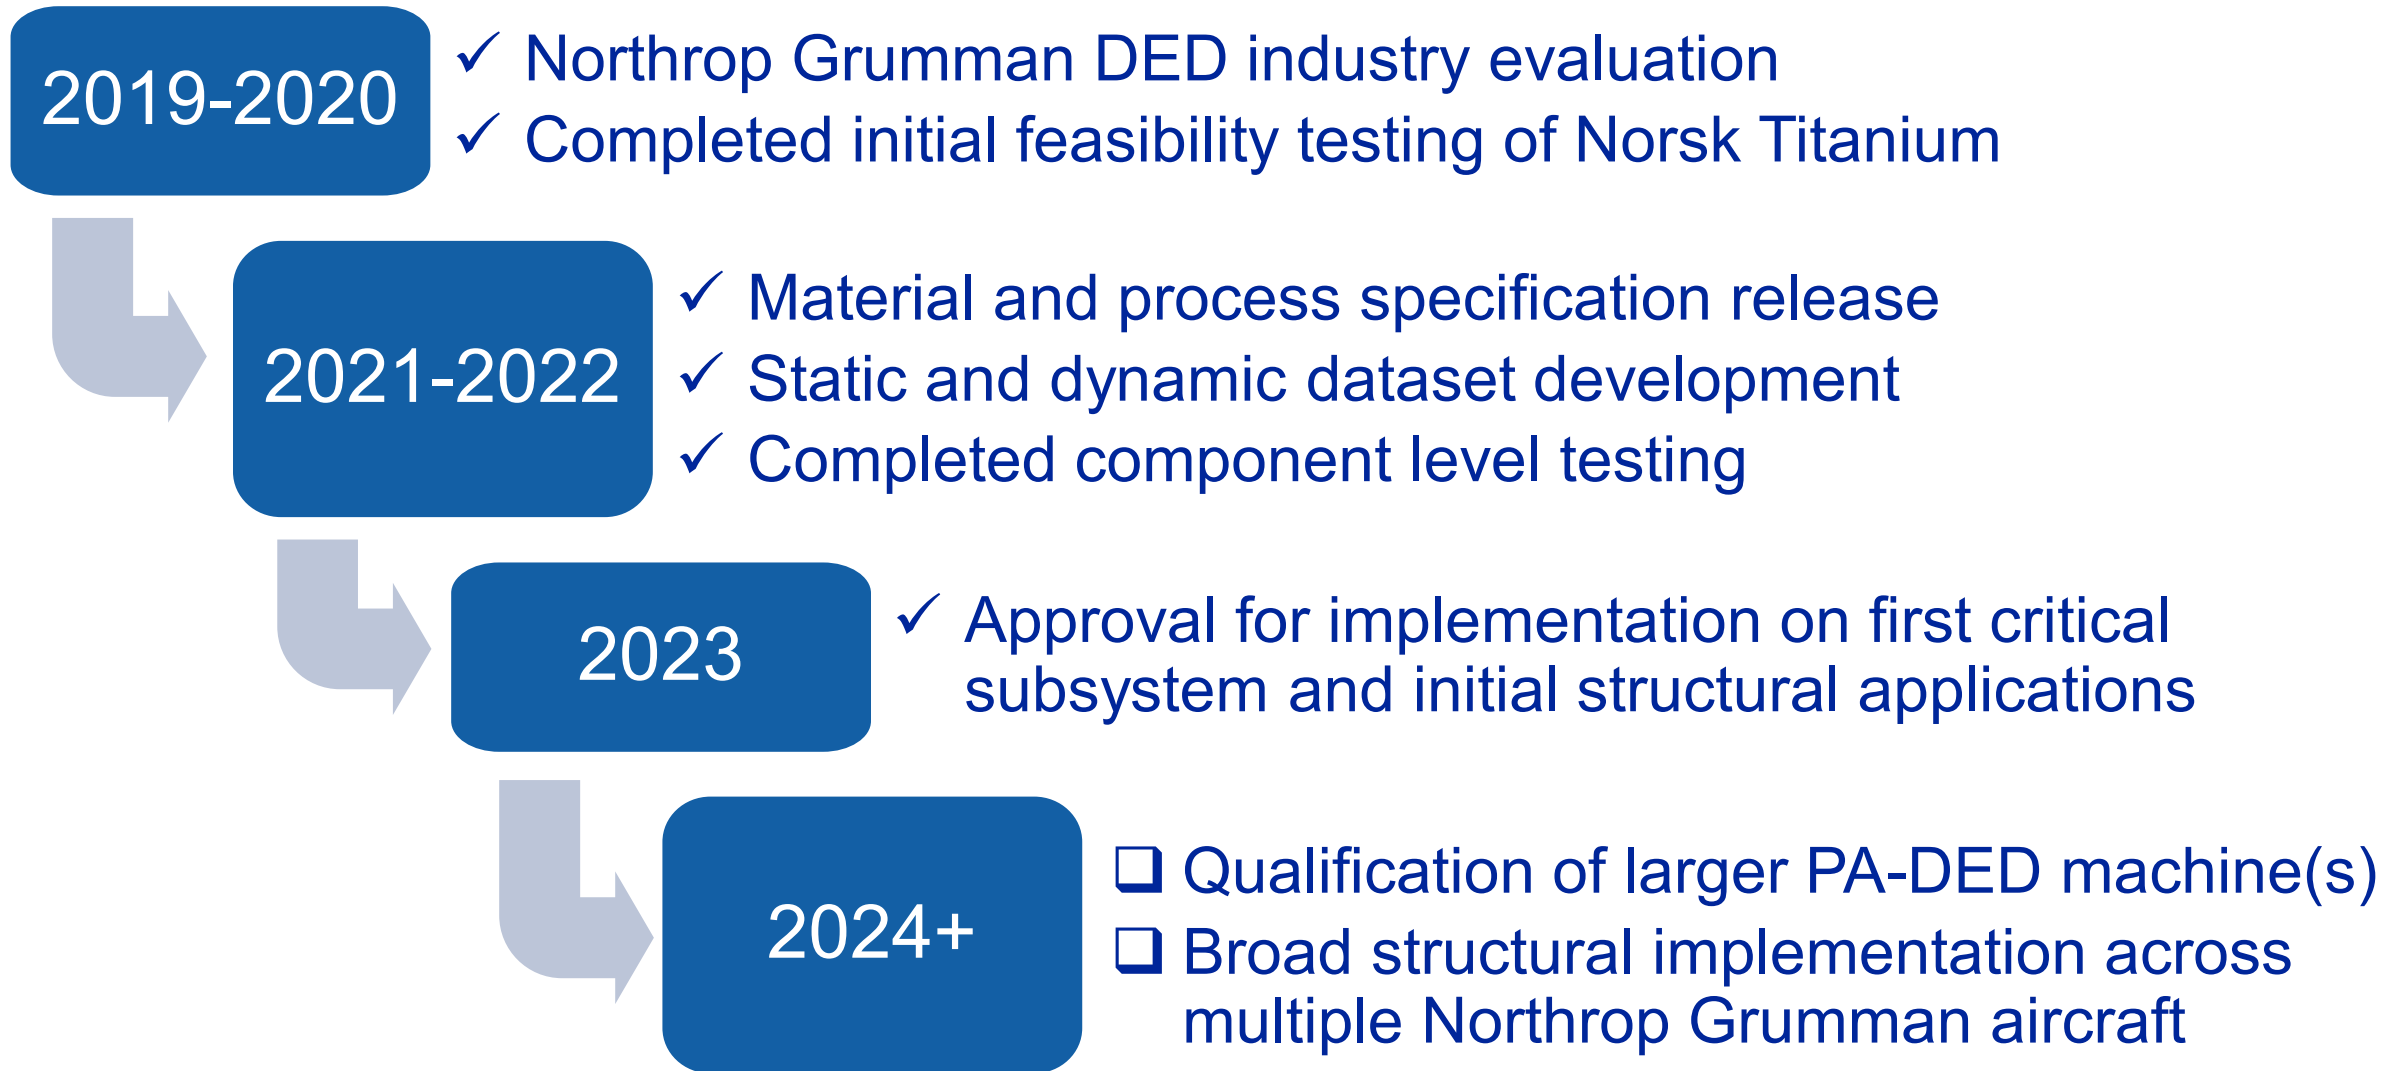 2019-2020
✓ Northrop Grumman DED industry evaluation
✓ Completed initial feasibility testing of Norsk Titanium
2021-2022
✓ Material and process specification release
✓ Static and dynamic dataset development
✓ Completed component level testing
2023
✓ Approval for implementation on first critical
subsystem and initial structural applications
2024+
❑ Qualification of larger PA-DED machine(s)
❑ Broad structural implementation across
multiple Northrop Grumman aircraft